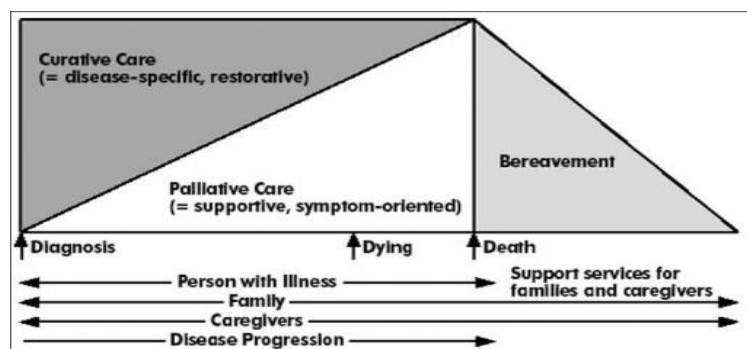 Curative Care
(= disease-specific, restorative)
Palliative Care
(= supportive, symptom-oriented)
Bereavement
Diagnosis
Dying
Death
Person with Illness
Support services for
families and caregivers
Family
Caregivers
Disease Progression